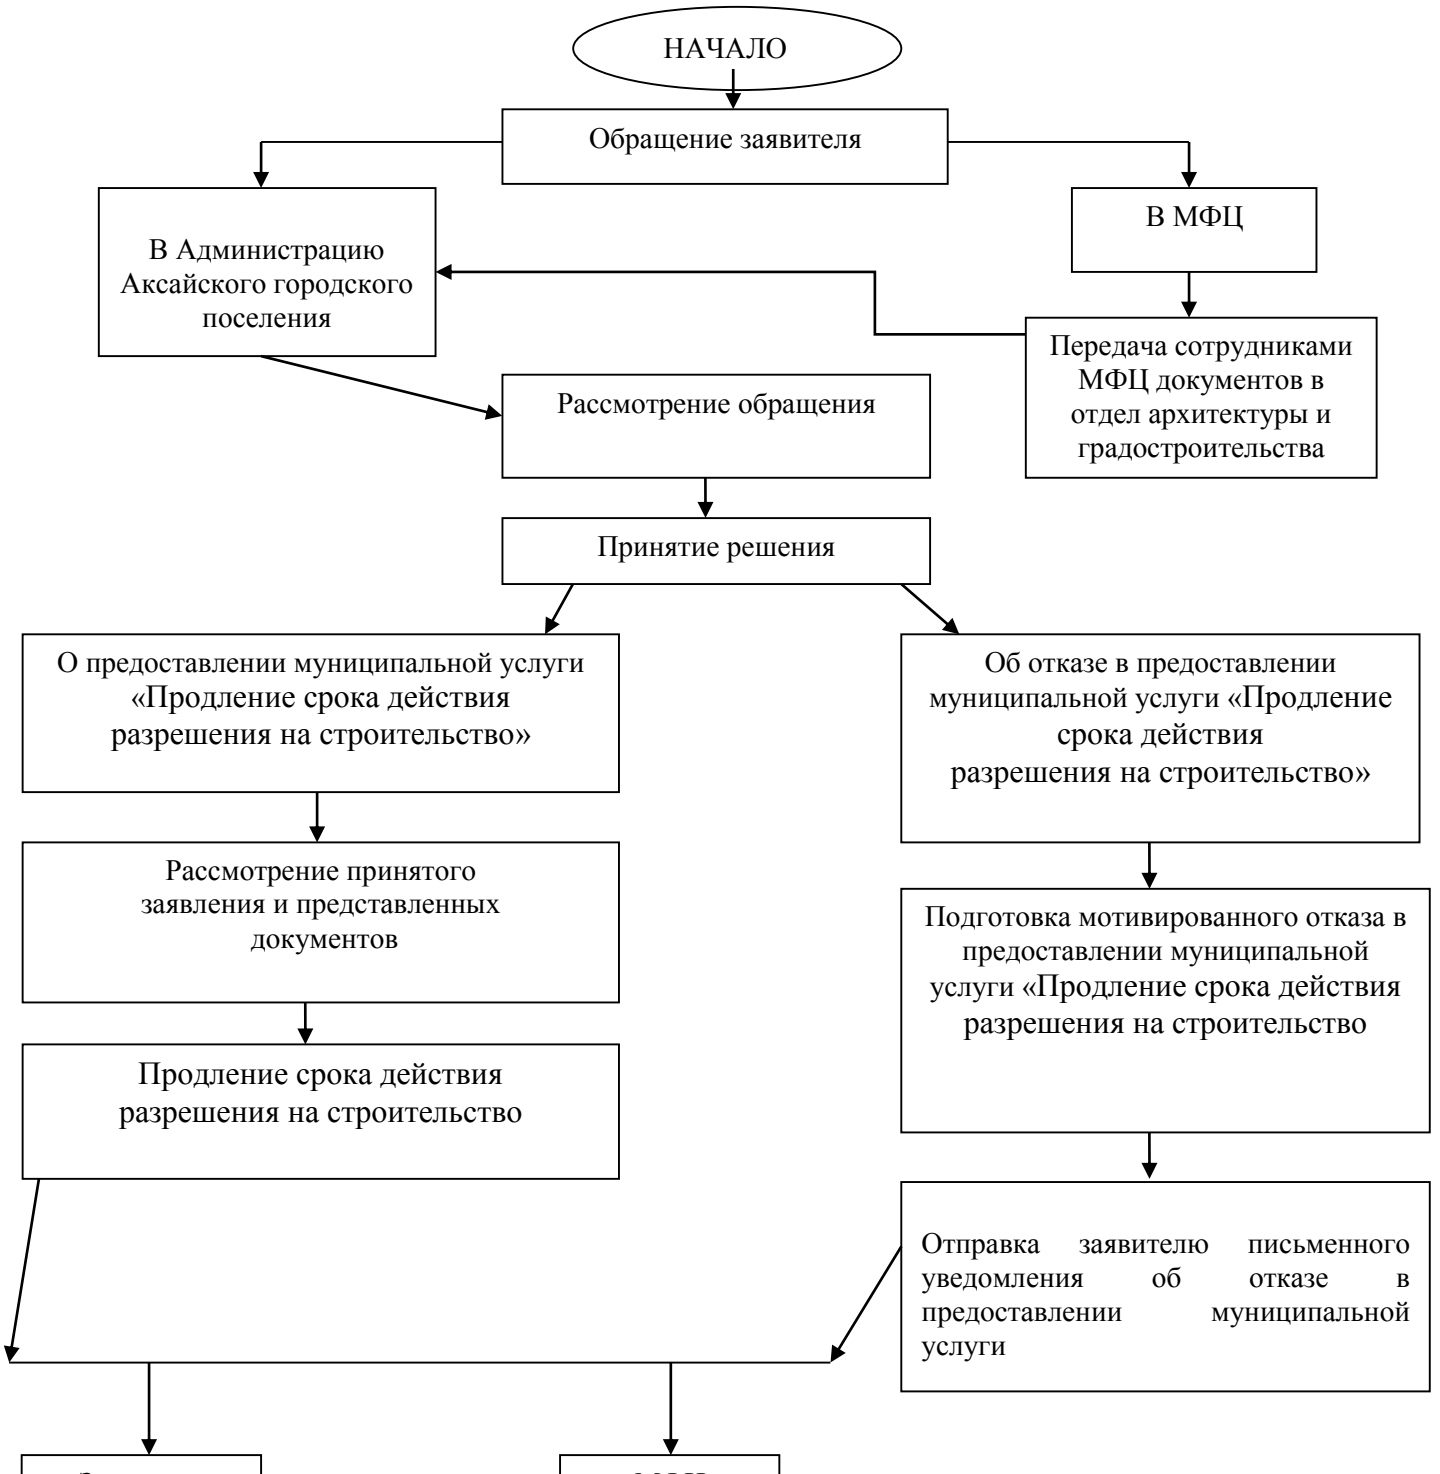 НАЧАЛО
Обращение заявителя
В Администрацию
Аксайского городского
поселения
В МФЦ
Передача сотрудниками
МФЦ документов в
отдел архитектуры и
градостроительства
Рассмотрение обращения
Принятие решения
О предоставлении муниципальной услуги
«Продление срока действия
разрешения на строительство»
Об отказе в предоставлении
муниципальной услуги «Продление
срока действия
разрешения на строительство»
Рассмотрение принятого
заявления и представленных
документов
Подготовка мотивированного отказа в
предоставлении муниципальной
услуги «Продление срока действия
разрешения на строительство
Продление срока действия
разрешения на строительство
Отправка заявителю письменного
уведомления об отказе в
предоставлении муниципальной
услуги